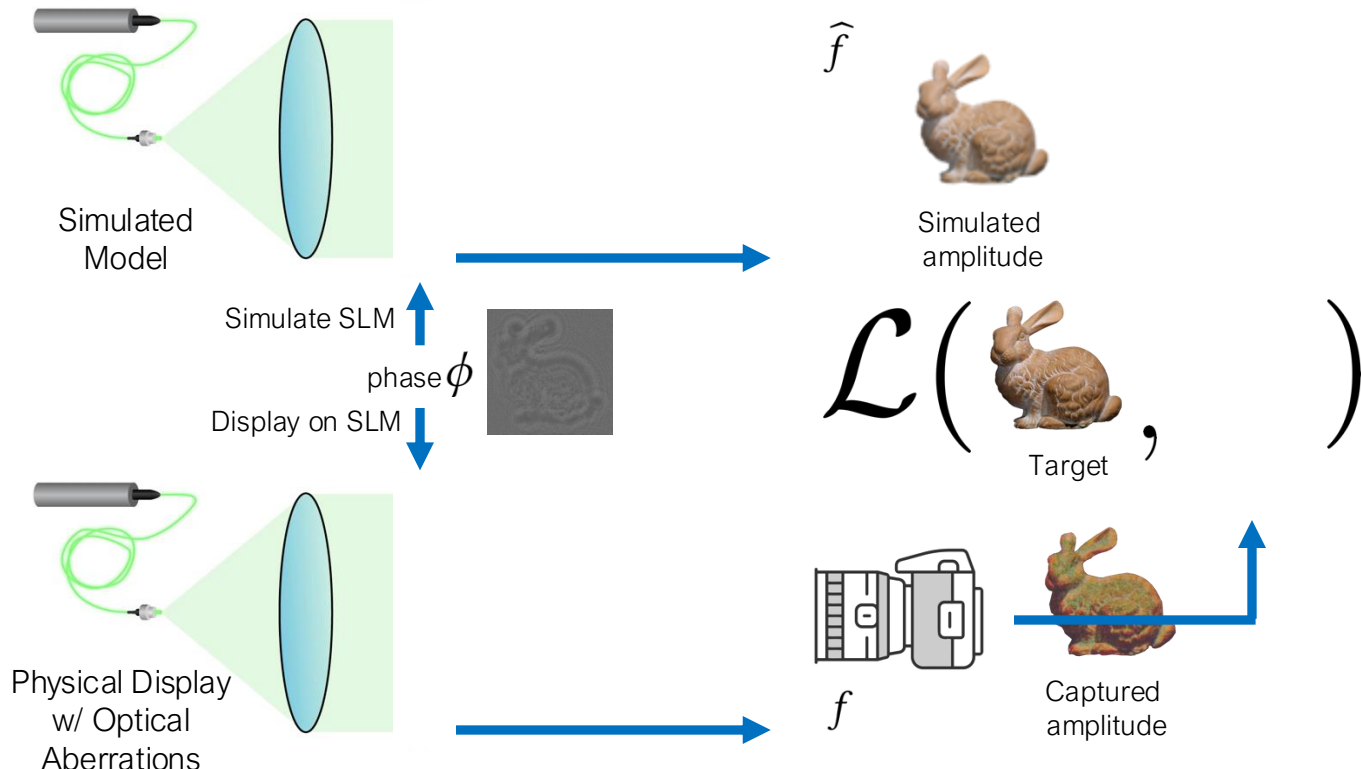 f̂
Simulated
Model
Simulated
amplitude
Simulate SLM
phase ϕ
Display on SLM
ℒ( , )
Target
Physical Display
w/ Optical
Aberrations
f
Captured
amplitude